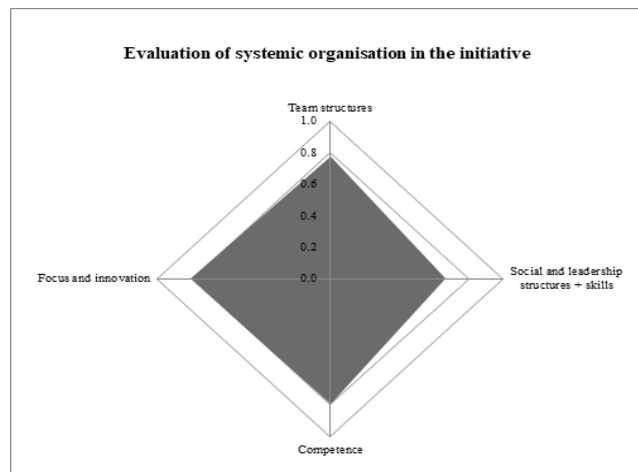 Evaluation of systemic organisation in the initiative
Team structures
1.0
0.8
0.6
0.4
0.2
0.0
Focus and innovation
Social and leadership
structures + skills
Competence